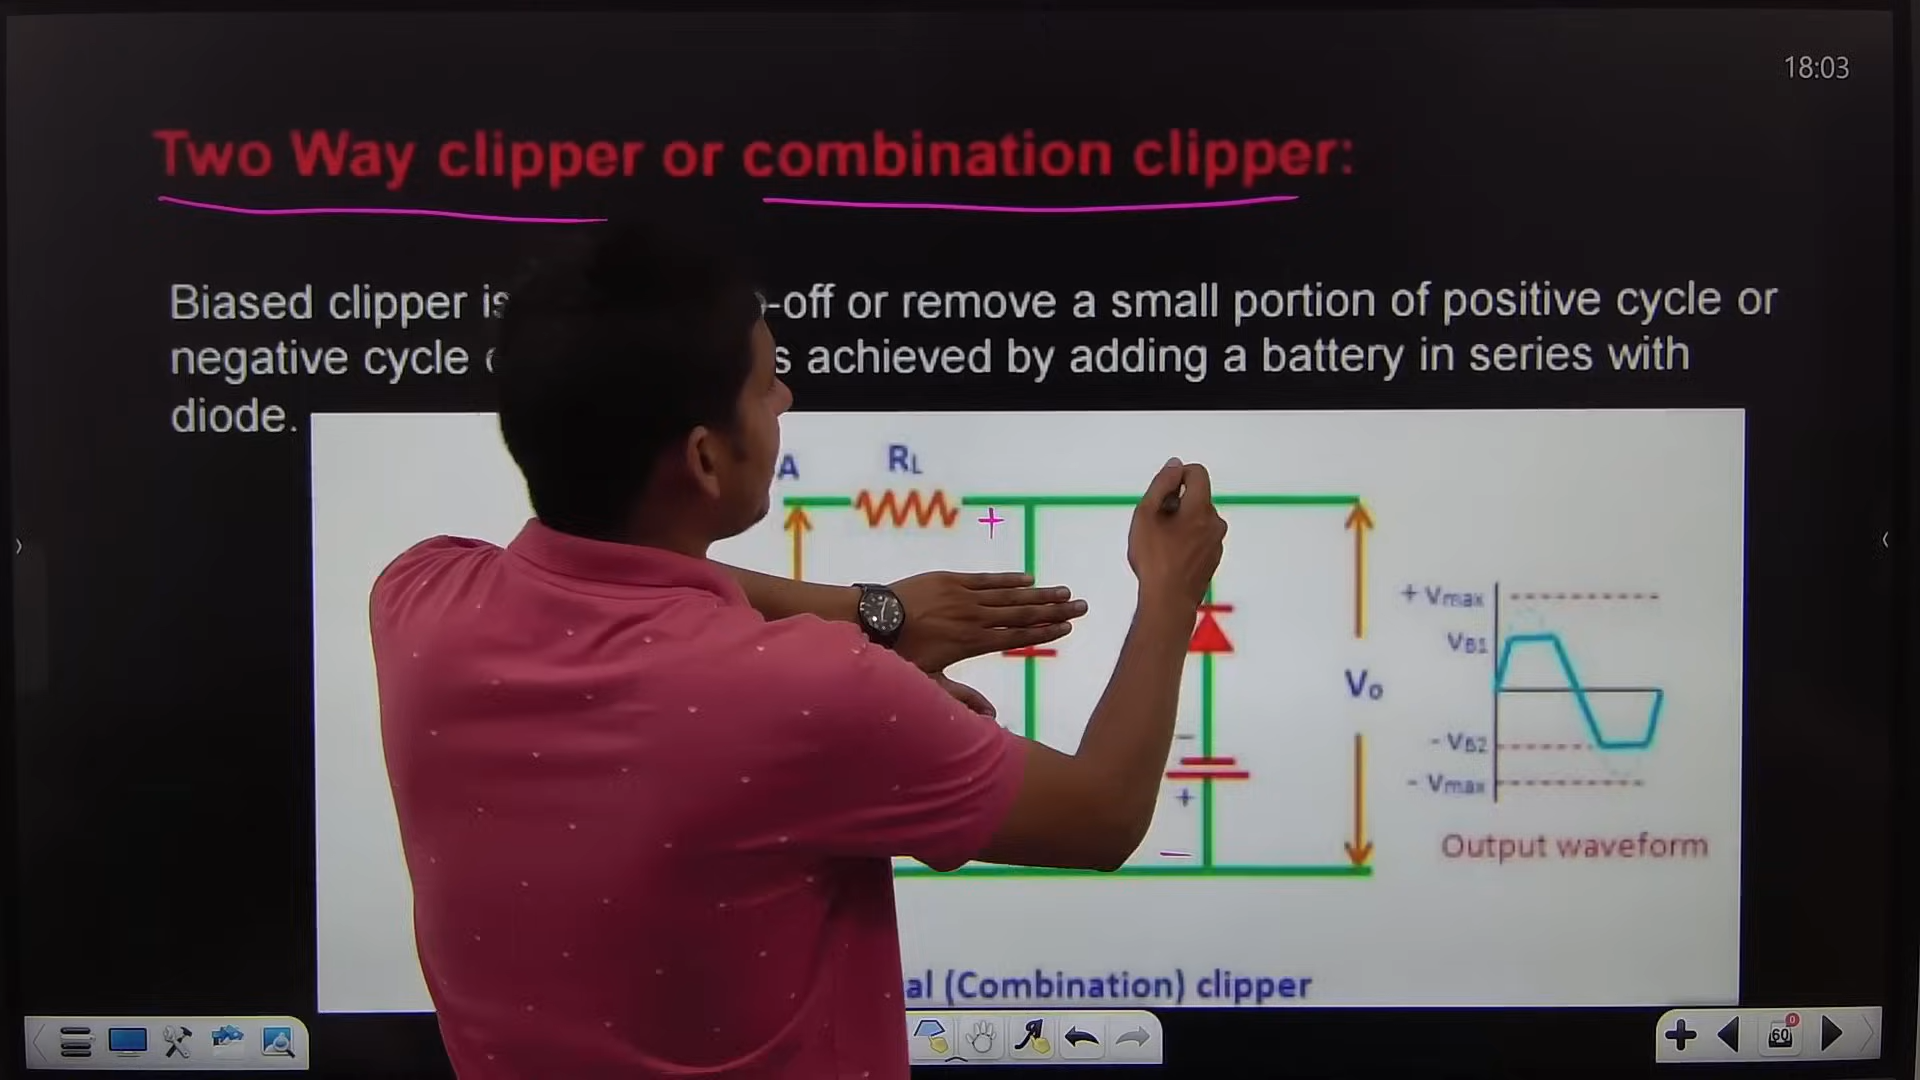 18:03
Two Way clipper or combination clipper:
Biased clipper is -off or remove a small portion of positive cycle or
negative cycle s achieved by adding a battery in series with
diode.
A RL
+
+ Vmax
VB1
Vo
- VB2
- Vmax
−
+
−
Output waveform
al (Combination) clipper
60
0